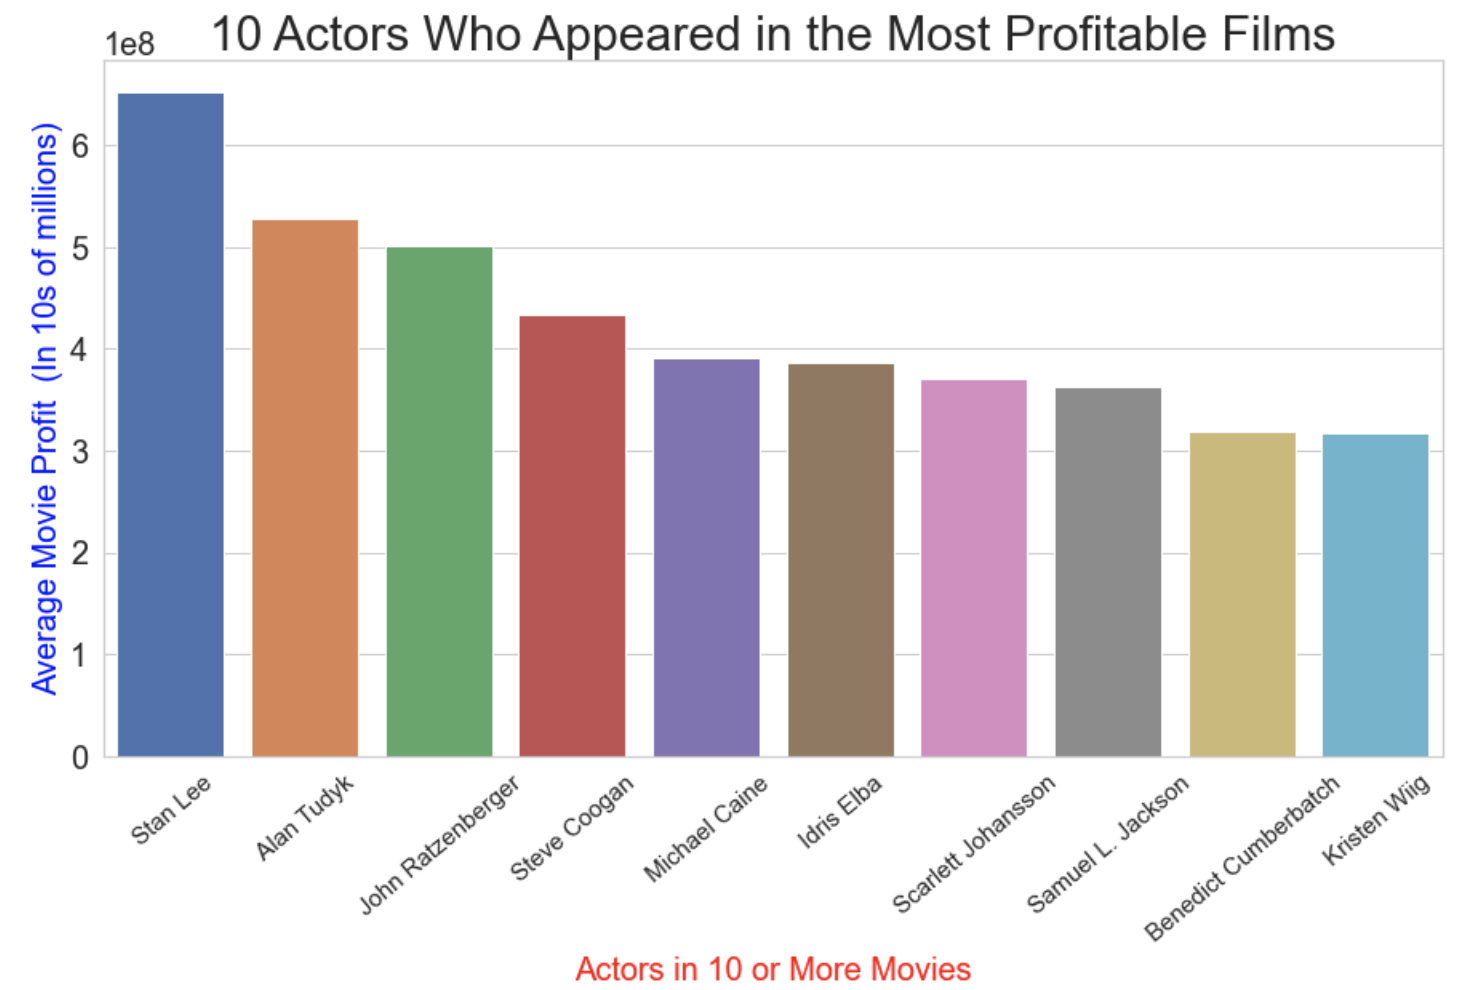 10 Actors Who Appeared in the Most Profitable Films
1e8
Average Movie Profit  (In 10s of millions)
6
5
4
3
2
1
0
Stan Lee
Alan Tudyk
John Ratzenberger
Steve Coogan
Michael Caine
Idris Elba
Scarlett Johansson
Samuel L. Jackson
Benedict Cumberbatch
Kristen Wiig
Actors in 10 or More Movies